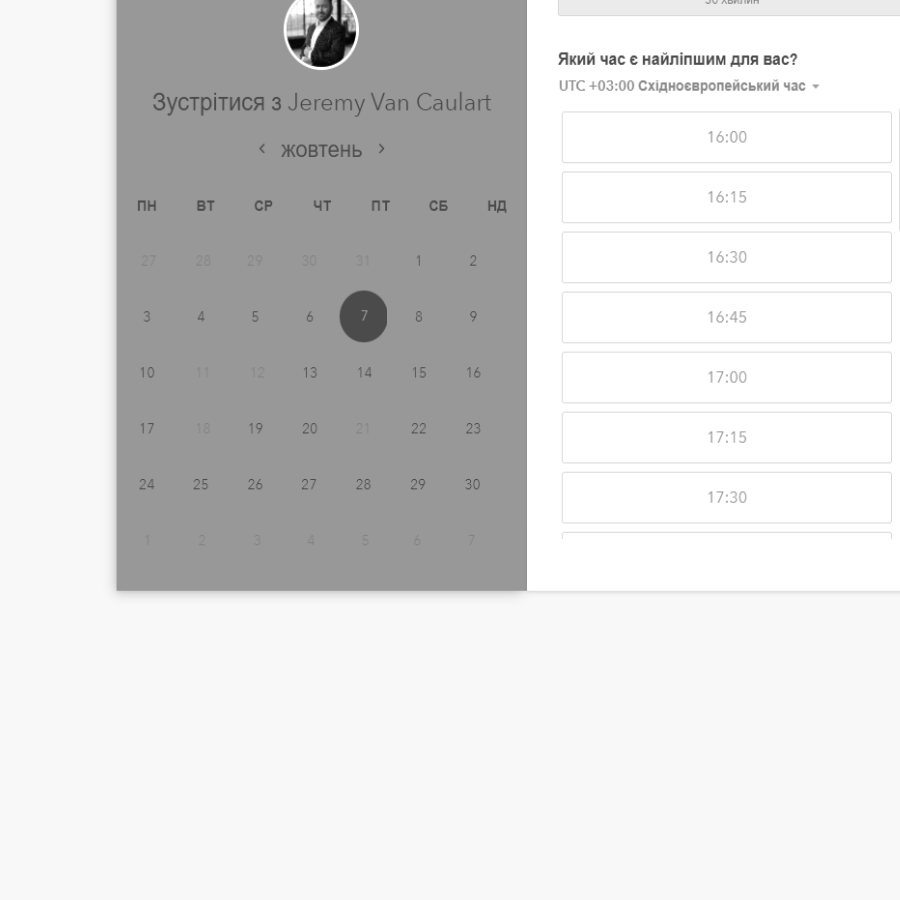 Зустрітися з Jeremy Van Caulart
жовтень
ПН ВТ СР ЧТ ПТ СБ НД
27 28 29 30 31 1 2
3 4 5 6 7 8 9
10 11 12 13 14 15 16
17 18 19 20 21 22 23
24 25 26 27 28 29 30
1 2 3 4 5 6 7
30 хвилин
Який час є найліпшим для вас?
UTC +03:00 Східноєвропейський час
16:00
16:15
16:30
16:45
17:00
17:15
17:30